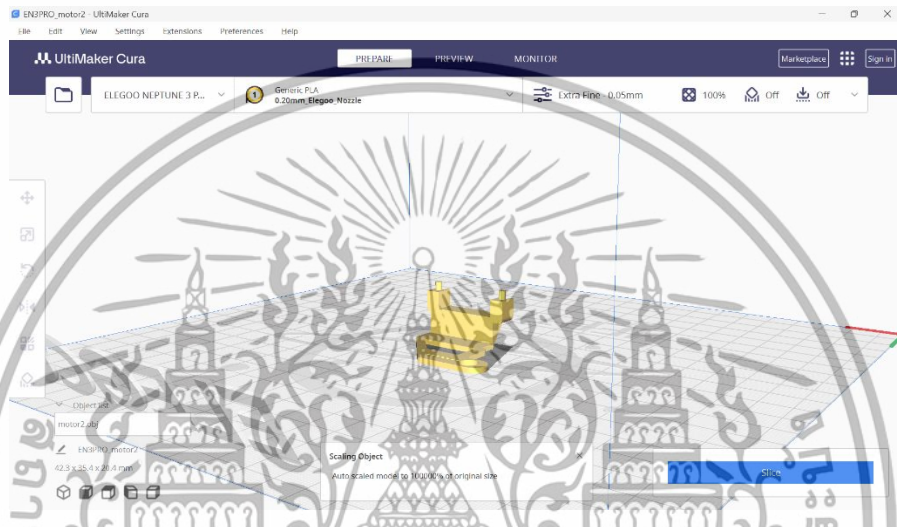 EN3PRO_motor2 - UltiMaker Cura
File Edit View Settings Extensions Preferences Help
UltiMaker Cura
PREPARE PREVIEW MONITOR
Marketplace Sign in
ELEGOO NEPTUNE 3 P...
1
Generic PLA
0.20mm_Elegoo_Nozzle
Extra Fine - 0.05mm
100%
Off
Off
Object list
motor2.obj
EN3PRO_motor2
42.3 x 35.4 x 20.4 mm
Scaling Object
Auto scaled model to 100000% of original size
Slice